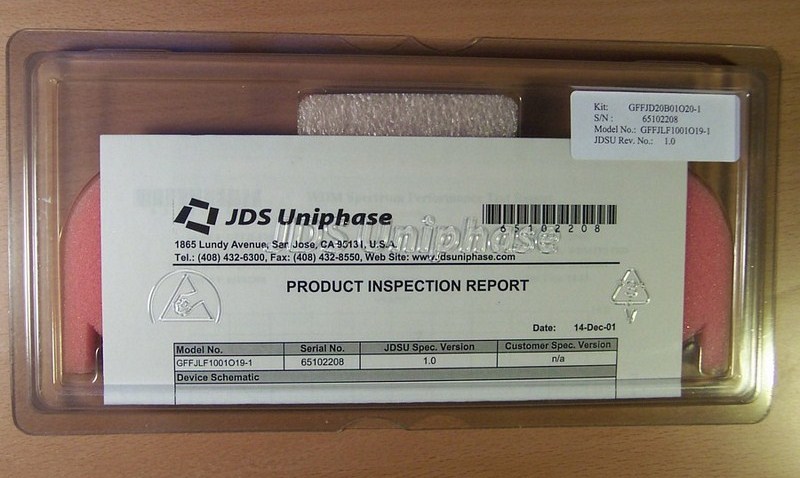 Kit: GFFJD20B01O20-1
S/N : 65102208
Model No.: GFFJLF1001O19-1
JDSU Rev. No.: 1.0
JDS Uniphase
65102208
JDS Uniphase
1865 Lundy Avenue, San Jose, CA 95131, U.S.A.
Tel.: (408) 432-6300, Fax: (408) 432-8550, Web Site: www.jdsuniphase.com
PRODUCT INSPECTION REPORT
Date: 14-Dec-01
Model No. Serial No. JDSU Spec. Version Customer Spec. Version
GFFJLF1001O19-1 65102208 1.0 n/a
Device Schematic